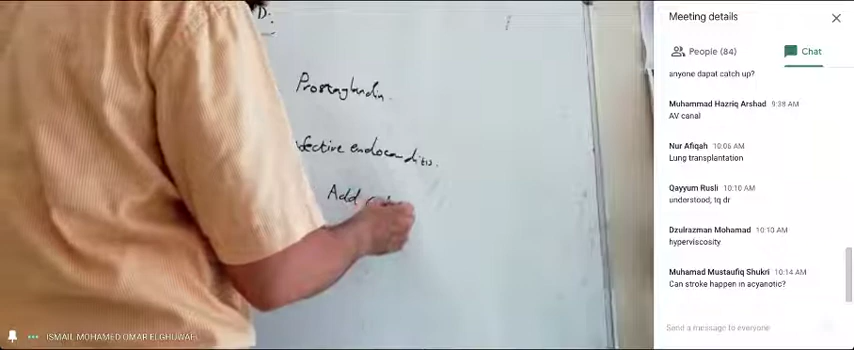 D:
Prostaglandin.
fective endocarditis.
Add
ISMAIL MOHAMED OMAR ELGHUWAEL
Meeting details
People (84)
Chat
anyone dapat catch up?
Muhammad Hazriq Arshad 9:38 AM
AV canal
Nur Afiqah 10:06 AM
Lung transplantation
Qayyum Rusli 10:10 AM
understood, tq dr
Dzulrazman Mohamad 10:10 AM
hyperviscosity
Muhamad Mustaufiq Shukri 10:14 AM
Can stroke happen in acyanotic?
Send a message to everyone